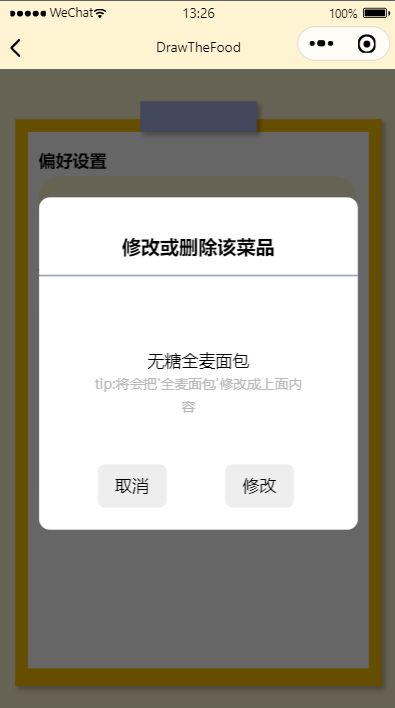 WeChat 13:26 100%
DrawTheFood
偏好设置
修改或删除该菜品
无糖全麦面包
tip:将会把'全麦面包'修改成上面内
容
取消 修改